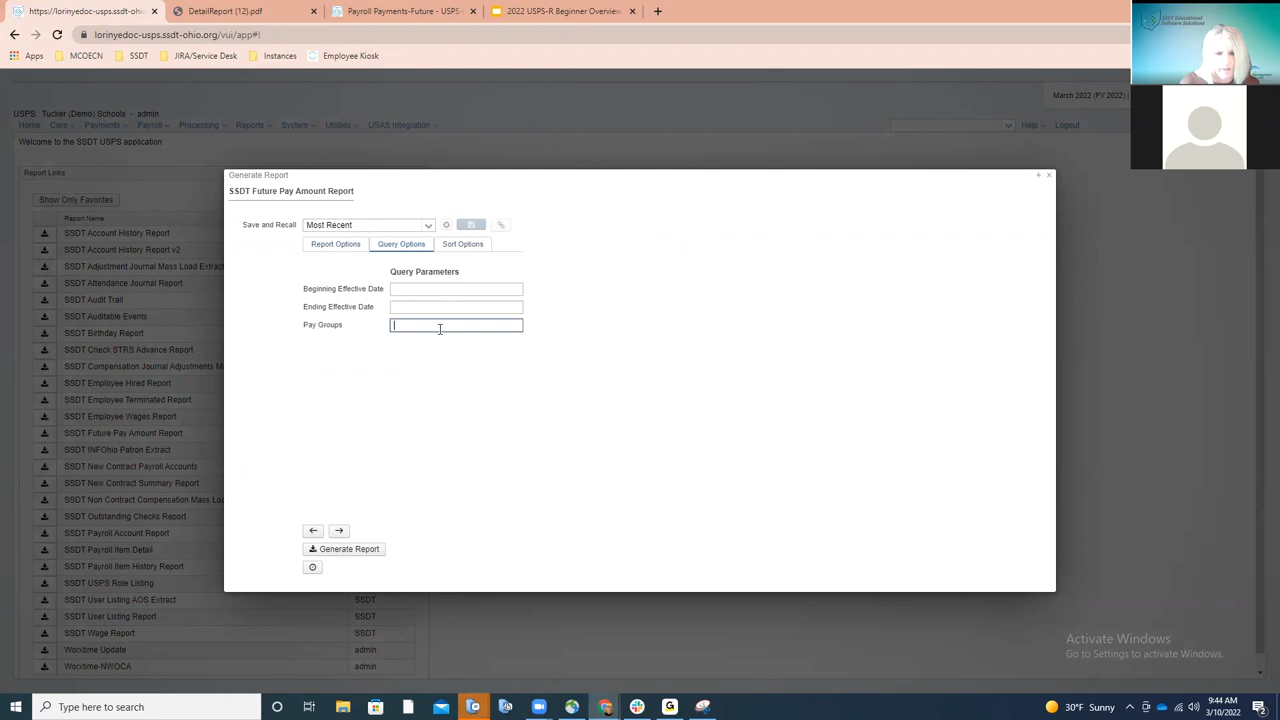 https://lorinyedoc-uspsr.ssdt-oh
DetailReport (12).pdf
Payroll Payments - USPS-
2022 USPS-R Beginner Overview
lorinyedoc-uspsr.ssdt-ohio.org/vui/app#!
Apps
MCOECN
SSDT
JIRA/Service Desk
Instances
Employee Kiosk
SSDT Educational
Software Solutions
March 2022 (FY 2022)
USPS: Tucker (Demo) Schools - admin
Home
Core
Payments
Payroll
Processing
Reports
System
Utilities
USAS Integration
Help
Logout
Welcome to the SSDT USPS application
Report Links
Show Only Favorites
Report Name
SSDT Account History Report
SSDT Account History Report v2
SSDT Adjustment Journal Mass Load Extract
SSDT Attendance Journal Report
SSDT Audit Trail
SSDT Auditable Events
SSDT Birthday Report
SSDT Check STRS Advance Report
SSDT Compensation Journal Adjustments M
SSDT Employee Hired Report
SSDT Employee Terminated Report
SSDT Employee Wages Report
SSDT Future Pay Amount Report
SSDT INFOhio Patron Extract
SSDT New Contract Payroll Accounts
SSDT New Contract Summary Report
SSDT Non Contract Compensation Mass Loa
SSDT Outstanding Checks Report
SSDT Payroll Account Report
SSDT Payroll Item Detail
SSDT Payroll Item History Report
SSDT USPS Role Listing
SSDT User Listing AOS Extract SSDT
SSDT User Listing Report SSDT
SSDT Wage Report SSDT
Worktime Update admin
Worktime-NWOCA admin
Generate Report
SSDT Future Pay Amount Report
Save and Recall Most Recent
Report Options
Query Options
Sort Options
Query Parameters
Beginning Effective Date
Ending Effective Date
Pay Groups
Generate Report
Activate Windows
Go to Settings to activate Windows.
Type here to search
30°F Sunny
9:44 AM
3/10/2022
2